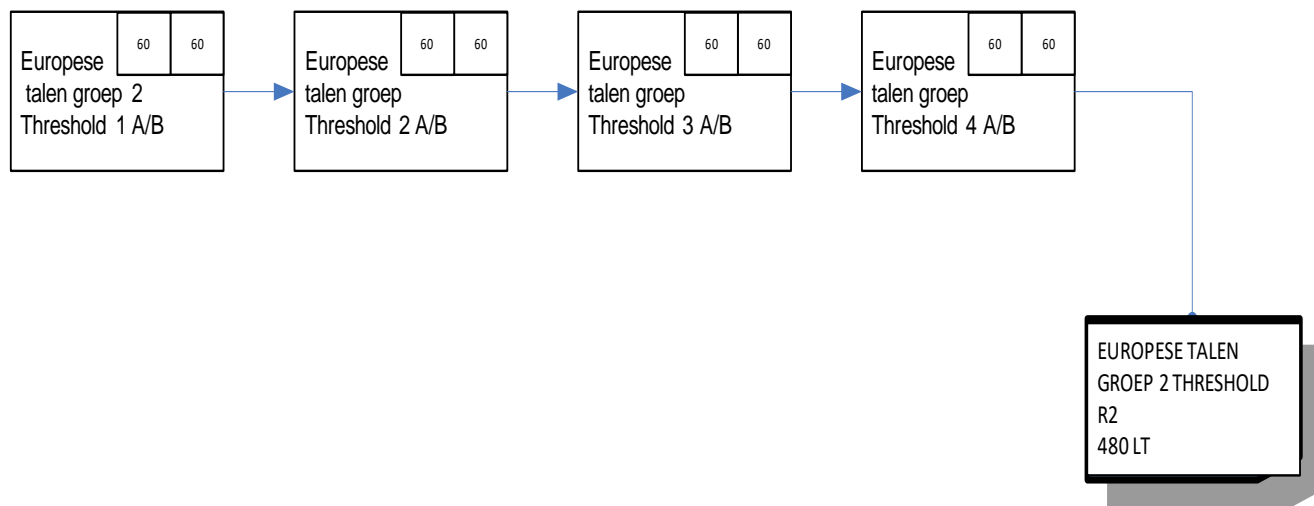 60 60
Europese
talen groep 2
Threshold 1 A/B
60 60
Europese
talen groep
Threshold 2 A/B
60 60
Europese
talen groep
Threshold 3 A/B
60 60
Europese
talen groep
Threshold 4 A/B
EUROPESE TALEN
GROEP 2 THRESHOLD
R2
480 LT